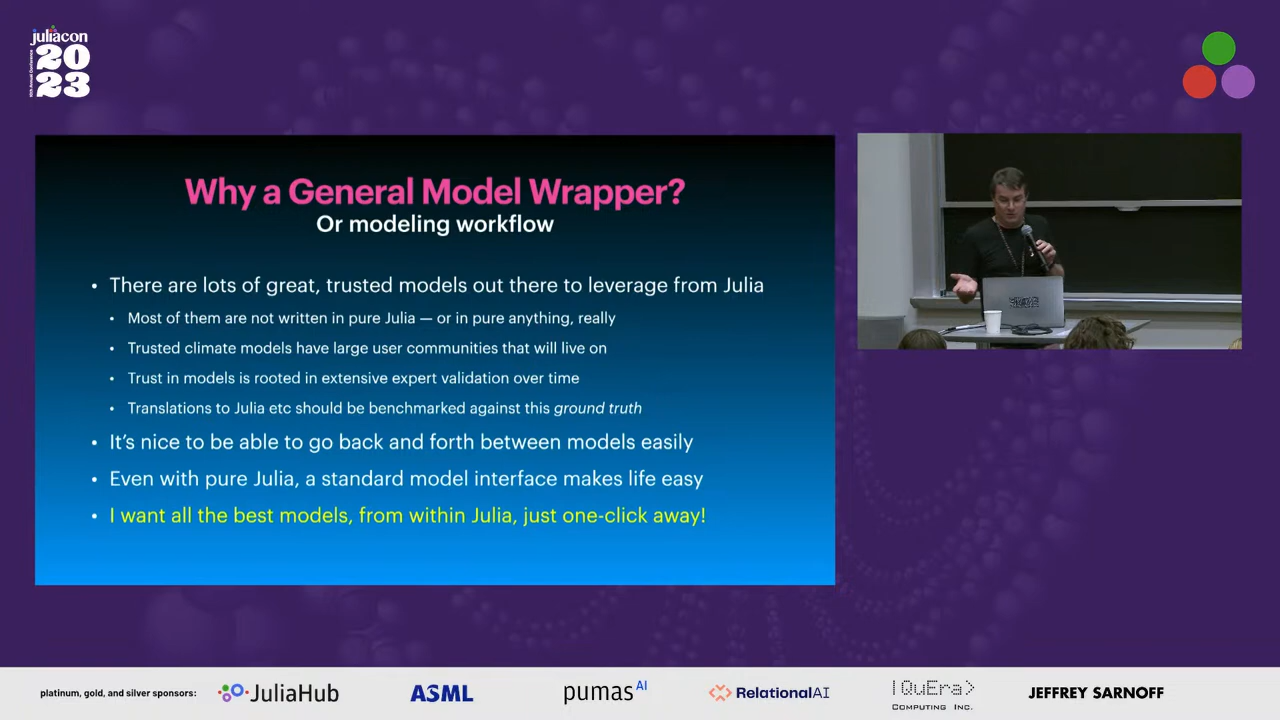 juliacon
20
23
Why a General Model Wrapper?
Or modeling workflow
• There are lots of great, trusted models out there to leverage from Julia
• Most of them are not written in pure Julia — or in pure anything, really
• Trusted climate models have large user communities that will live on
• Trust in models is rooted in extensive expert validation over time
• Translations to Julia etc should be benchmarked against this ground truth
• It’s nice to be able to go back and forth between models easily
• Even with pure Julia, a standard model interface makes life easy
• I want all the best models, from within Julia, just one-click away!
platinum, gold, and silver sponsors:
JuliaHub
ASML
pumas AI
RelationalAI
|QuEra>
COMPUTING INC.
JEFFREY SARNOFF